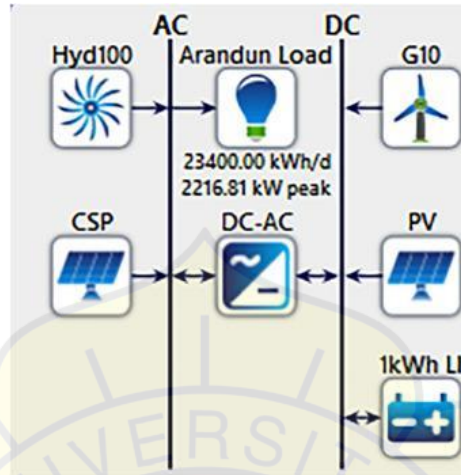 AC DC
Hyd100 Arandun Load G10
23400.00 kWh/d
2216.81 kW peak
CSP DC-AC PV
1kWh LI
VERSIT